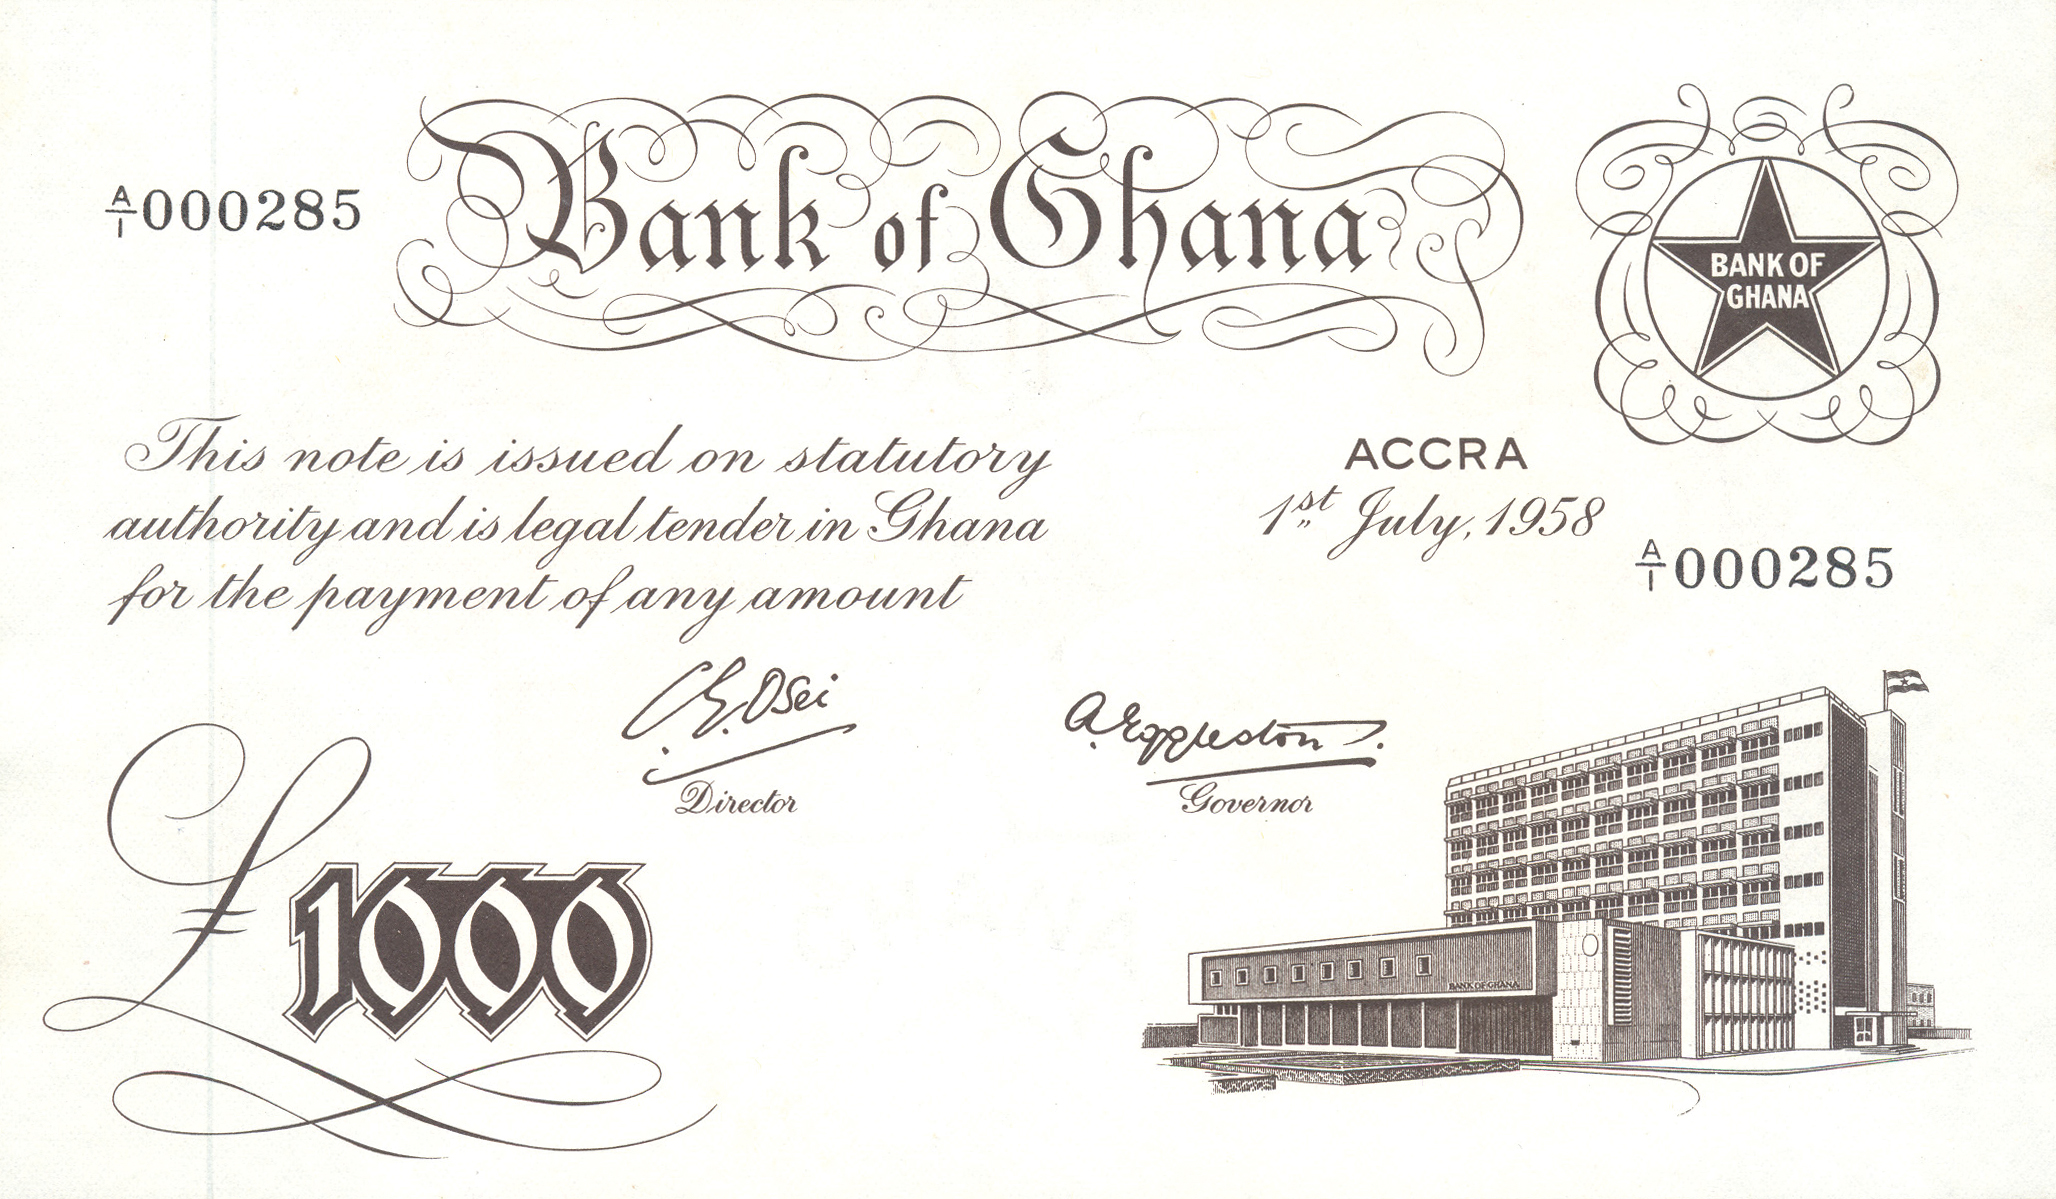 A/1 000285
Bank of Ghana
BANK OF
GHANA
This note is issued on statutory
authority and is legal tender in Ghana
for the payment of any amount
ACCRA
1st July, 1958
A/1 000285
C. E. Osei
Director
A. Eggleston
Governor
£1000
BANK OF GHANA